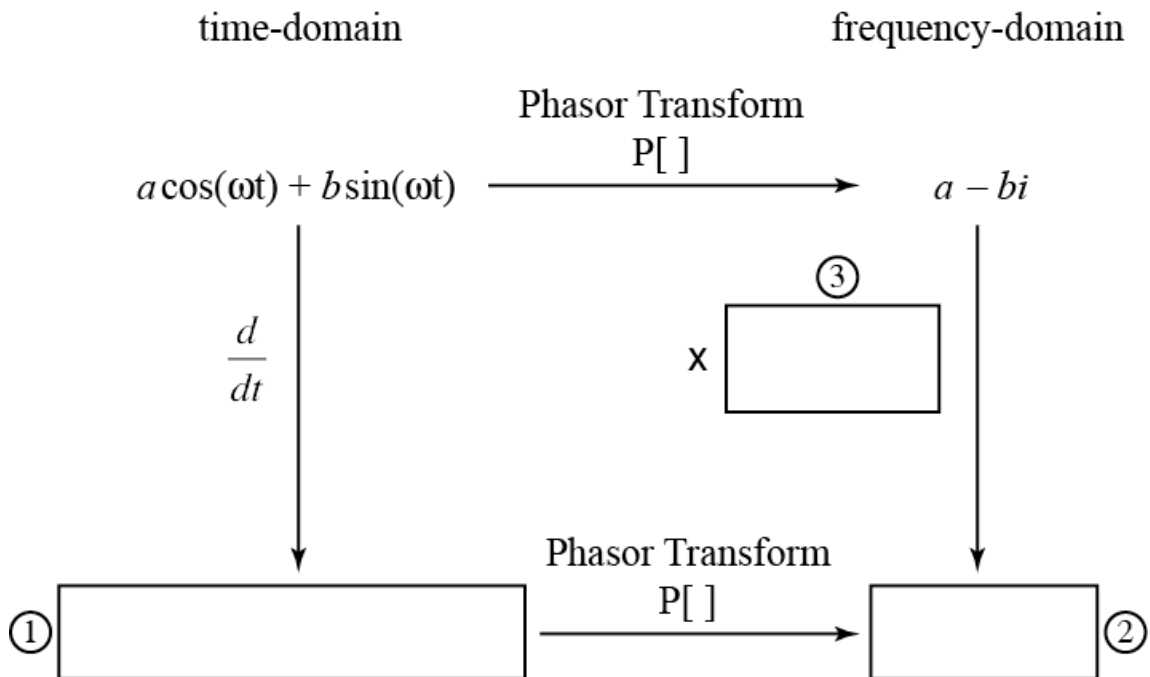 time-domain
frequency-domain
Phasor Transform
P[ ]
a cos(ωt) + b sin(ωt)
a − bi
③
d
dt
x
Phasor Transform
P[ ]
①
②